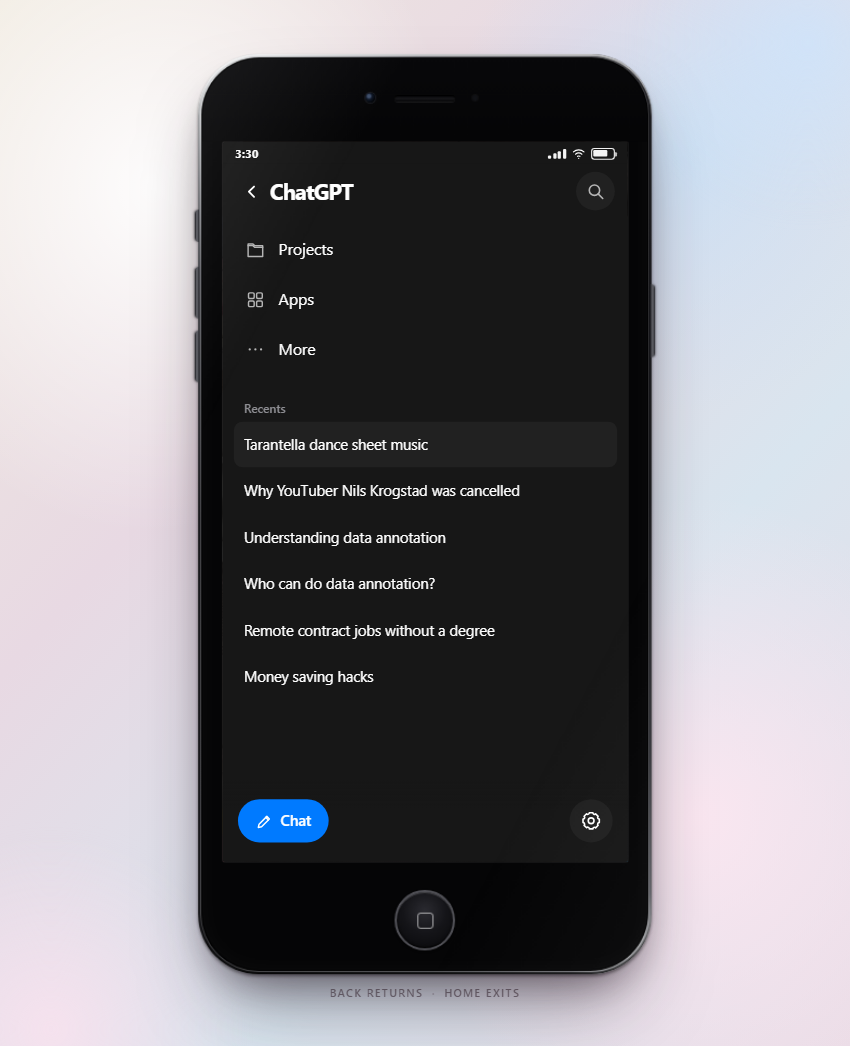 3:30
ChatGPT
Projects
Apps
More
Recents
Tarantella dance sheet music
Why YouTuber Nils Krogstad was cancelled
Understanding data annotation
Who can do data annotation?
Remote contract jobs without a degree
Money saving hacks
Chat
BACK RETURNS · HOME EXITS